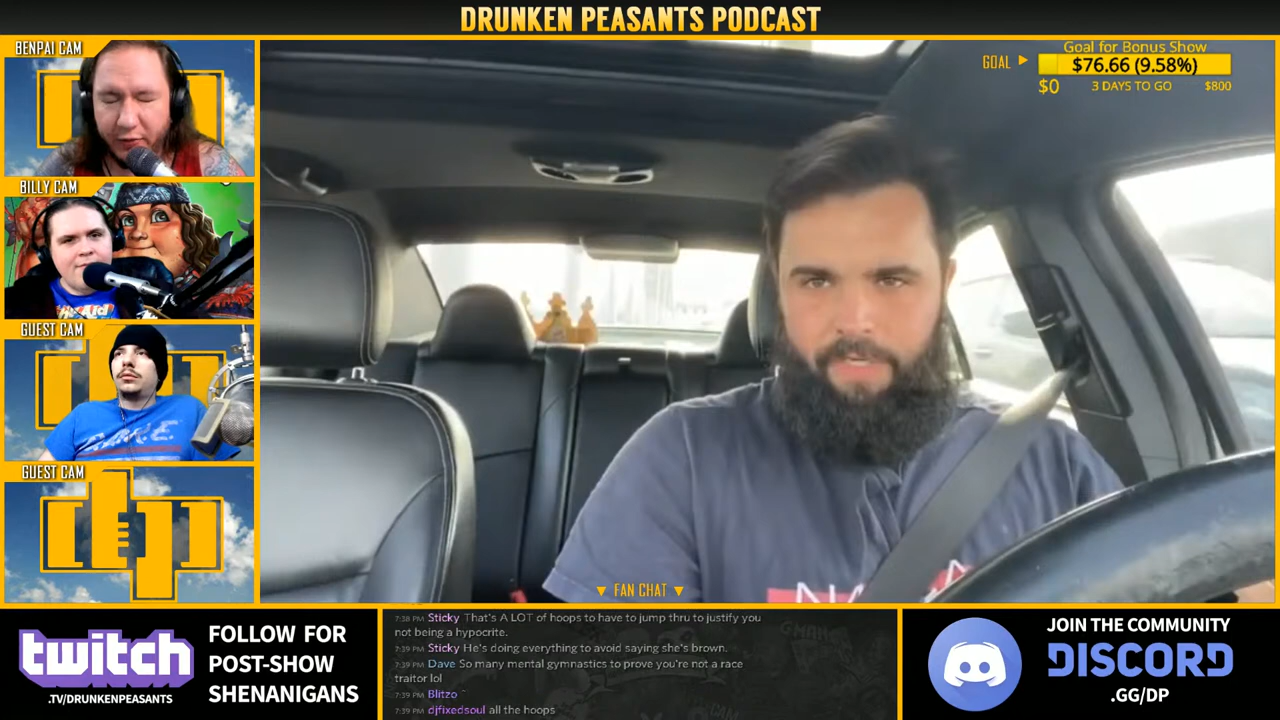 DRUNKEN PEASANTS PODCAST
BENPAI CAM
BILLY CAM
GUEST CAM
GUEST CAM
Goal for Bonus Show
GOAL ▶ $76.66 (9.58%)
$0 3 DAYS TO GO $800
▼ FAN CHAT ▼
twitch
.TV/DRUNKENPEASANTS
FOLLOW FOR
POST-SHOW
SHENANIGANS
7:38 PM Sticky That's A LOT of hoops to have to jump thru to justify you
not being a hypocrite.
7:39 PM Sticky He's doing everything to avoid saying she's brown.
7:39 PM Dave So many mental gymnastics to prove you're not a race
traitor lol
7:39 PM Blitzo ~
7:39 PM djfixedsoul all the hoops
JOIN THE COMMUNITY
DISCORD
.GG/DP